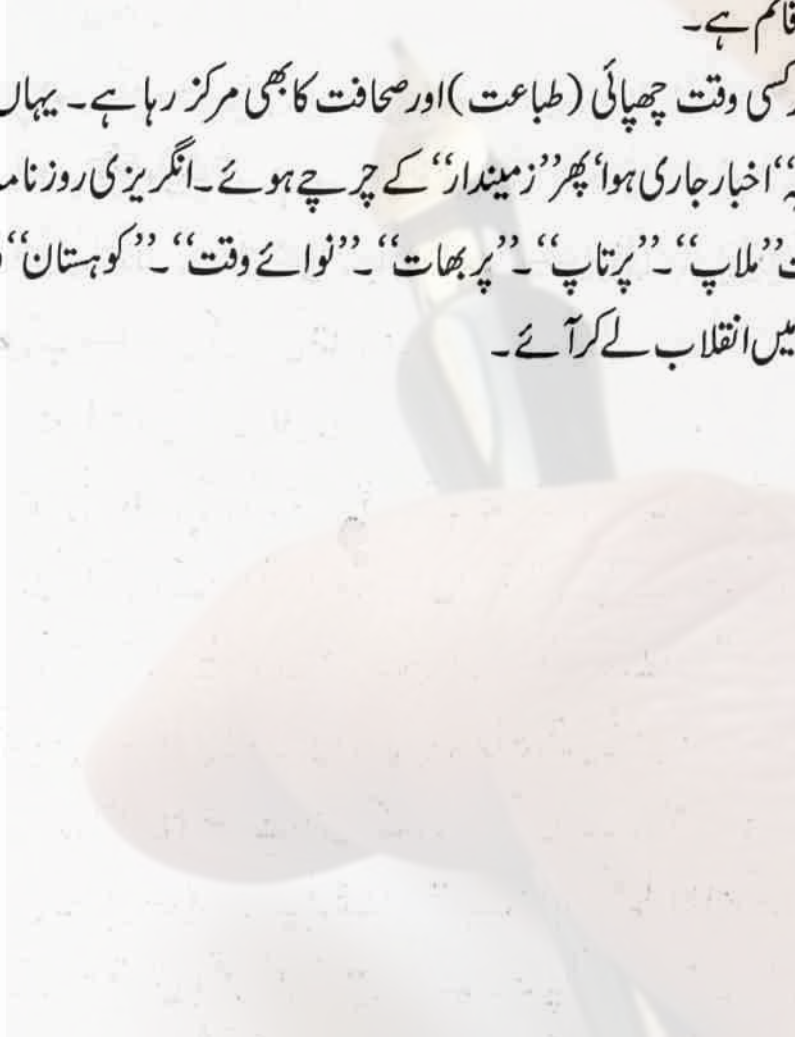 قائم ہے۔
کسی وقت چھپائی (طباعت) اور صحافت کا بھی مرکز رہا ہے۔ یہاں
‘‘ اخبار جاری ہوا‘ پھر ’’زمیندار‘‘ کے چرچے ہوئے۔ انگریزی روزنامہ
’’ملاپ‘‘۔ ’’پرتاپ‘‘۔ ’’پربھات‘‘۔ ’’نوائے وقت‘‘۔ ’’کوہستان‘‘
میں انقلاب لے کر آئے۔